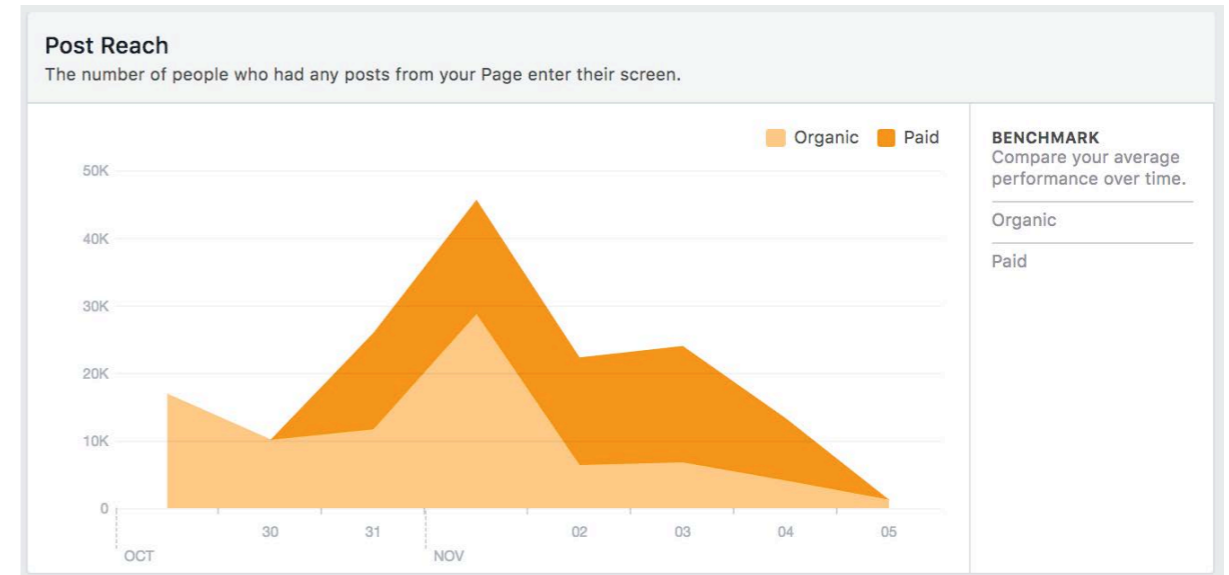 Post Reach
The number of people who had any posts from your Page enter their screen.
Organic Paid
50K
40K
30K
20K
10K
0
30 31 02 03 04 05
OCT NOV
BENCHMARK
Compare your average
performance over time.
Organic
Paid